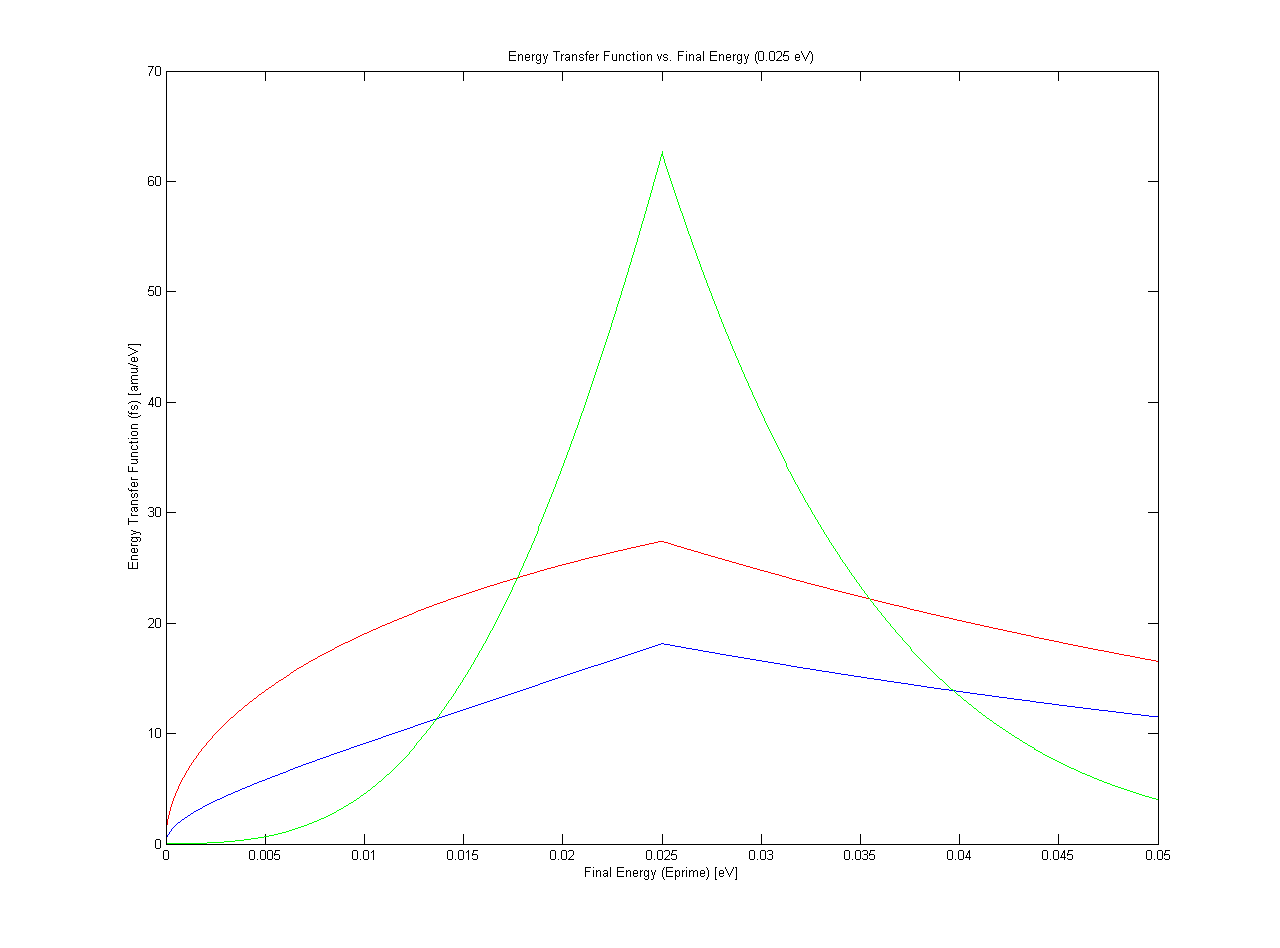 Energy Transfer Function vs. Final Energy (0.025 eV)
70
60
50
40
30
20
10
0
Energy Transfer Function (fs) [amu/eV]
0 0.005 0.01 0.015 0.02 0.025 0.03 0.035 0.04 0.045 0.05
Final Energy (Eprime) [eV]